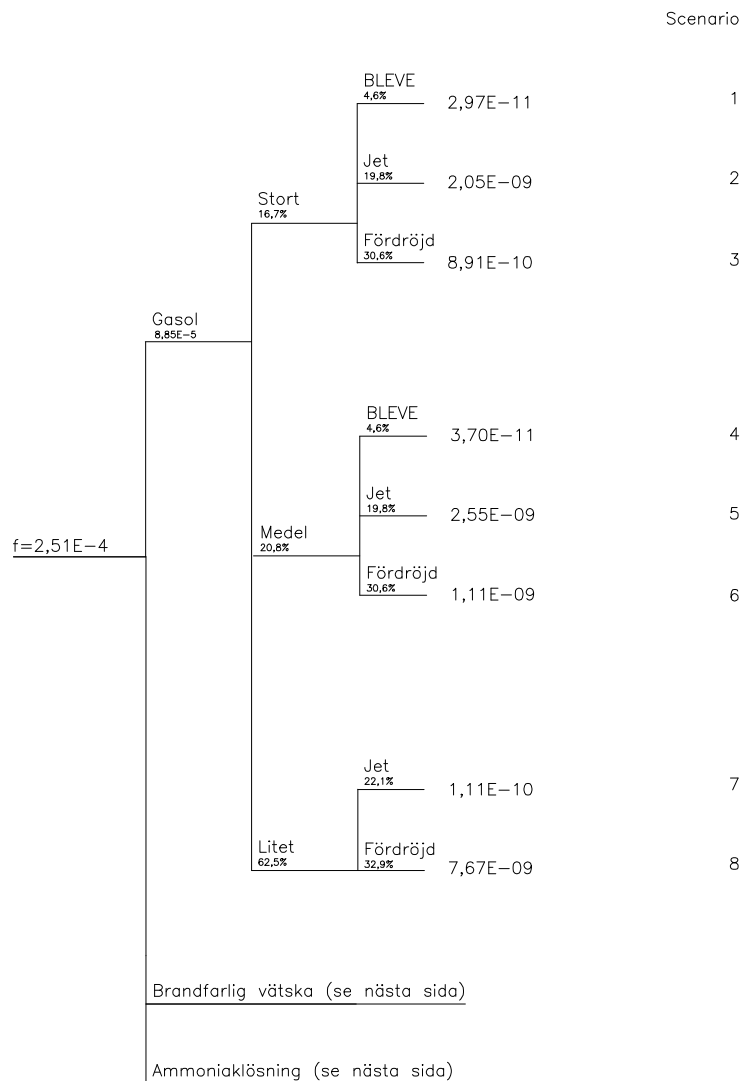 Scenario
BLEVE
4,6%
2,97E-11
1
Jet
19,8%
2,05E-09
2
Stort
16,7%
Fördröjd
30,6%
8,91E-10
3
Gasol
8,85E-5
BLEVE
4,6%
3,70E-11
4
Jet
19,8%
2,55E-09
5
f=2,51E-4
Medel
20,8%
Fördröjd
30,6%
1,11E-09
6
Jet
22,1%
1,11E-10
7
Litet
62,5%
Fördröjd
32,9%
7,67E-09
8
Brandfarlig vätska (se nästa sida)
Ammoniaklösning (se nästa sida)